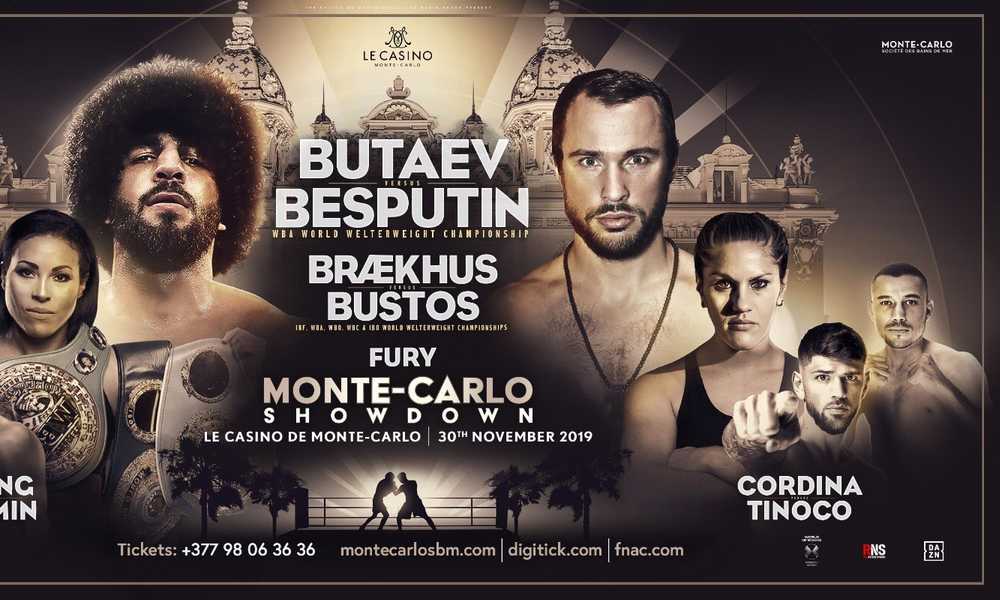 LE CASINO
MONTE-CARLO
MONTE-CARLO
SOCIÉTÉ DES BAINS DE MER
BUTAEV
VERSUS
BESPUTIN
WBA WORLD WELTERWEIGHT CHAMPIONSHIP
BRÆKHUS
VERSUS
BUSTOS
WBA, WBO, WBC & IBO WORLD WELTERWEIGHT CHAMPIONSHIPS
FURY
MONTE-CARLO
SHOWDOWN
LE CASINO DE MONTE-CARLO | 30TH NOVEMBER 2019
NG
MIN
CORDINA
VERSUS
TINOCO
Tickets: +377 98 06 36 36 montecarlosbm.com | digitick.com | fnac.com
RNS
DAZN